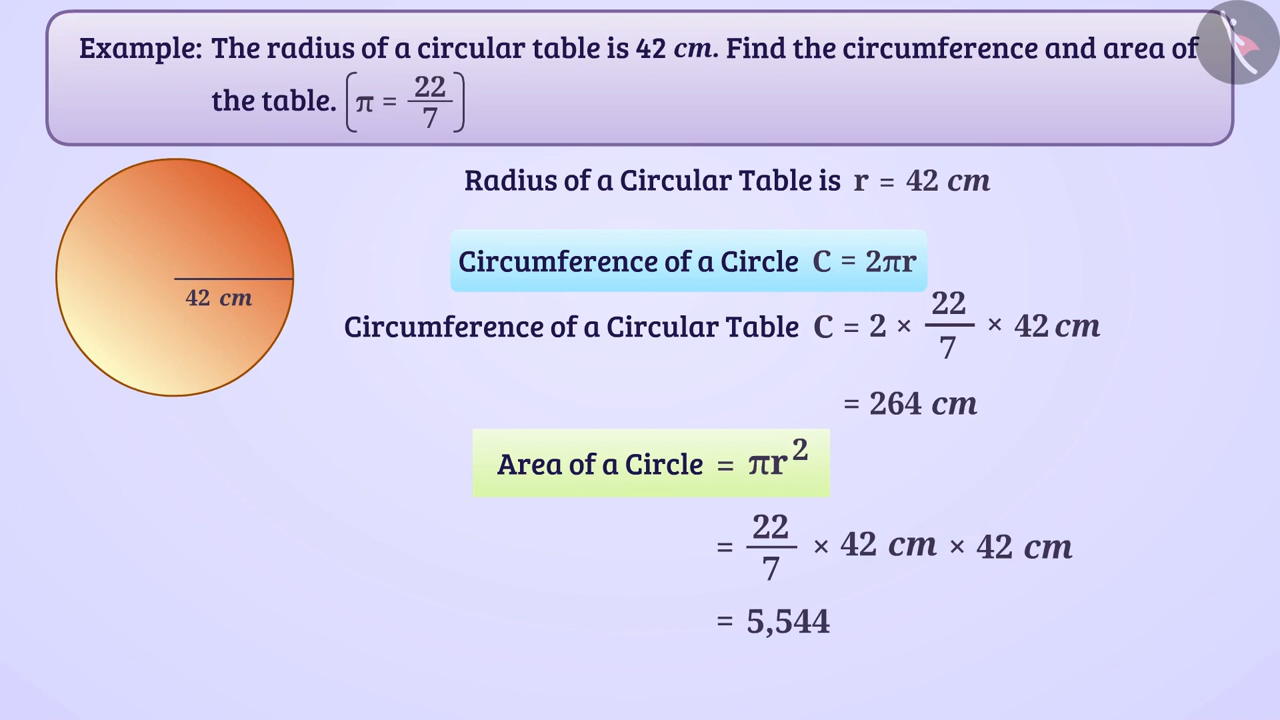 Example: The radius of a circular table is 42 cm. Find the circumference and area of
the table. (π = 22/7)
Radius of a Circular Table is r = 42 cm
42 cm
Circumference of a Circle C = 2πr
Circumference of a Circular Table C = 2 × 22/7 × 42 cm
= 264 cm
Area of a Circle = πr²
= 22/7 × 42 cm × 42 cm
= 5,544